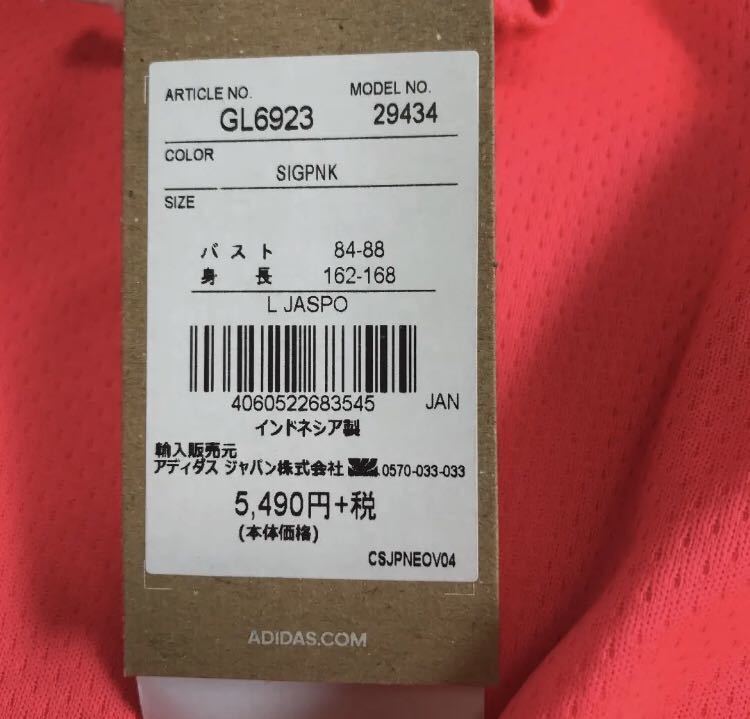 ARTICLE NO. MODEL NO.
GL6923 29434
COLOR
SIGPNK
SIZE
バスト 84-88
身長 162-168
L JASPO
4060522683545 JAN
インドネシア製
輸入販売元
アディダス ジャパン株式会社 0570-033-033
5,490円+税
(本体価格)
CSJPNEOV04
ADIDAS.COM